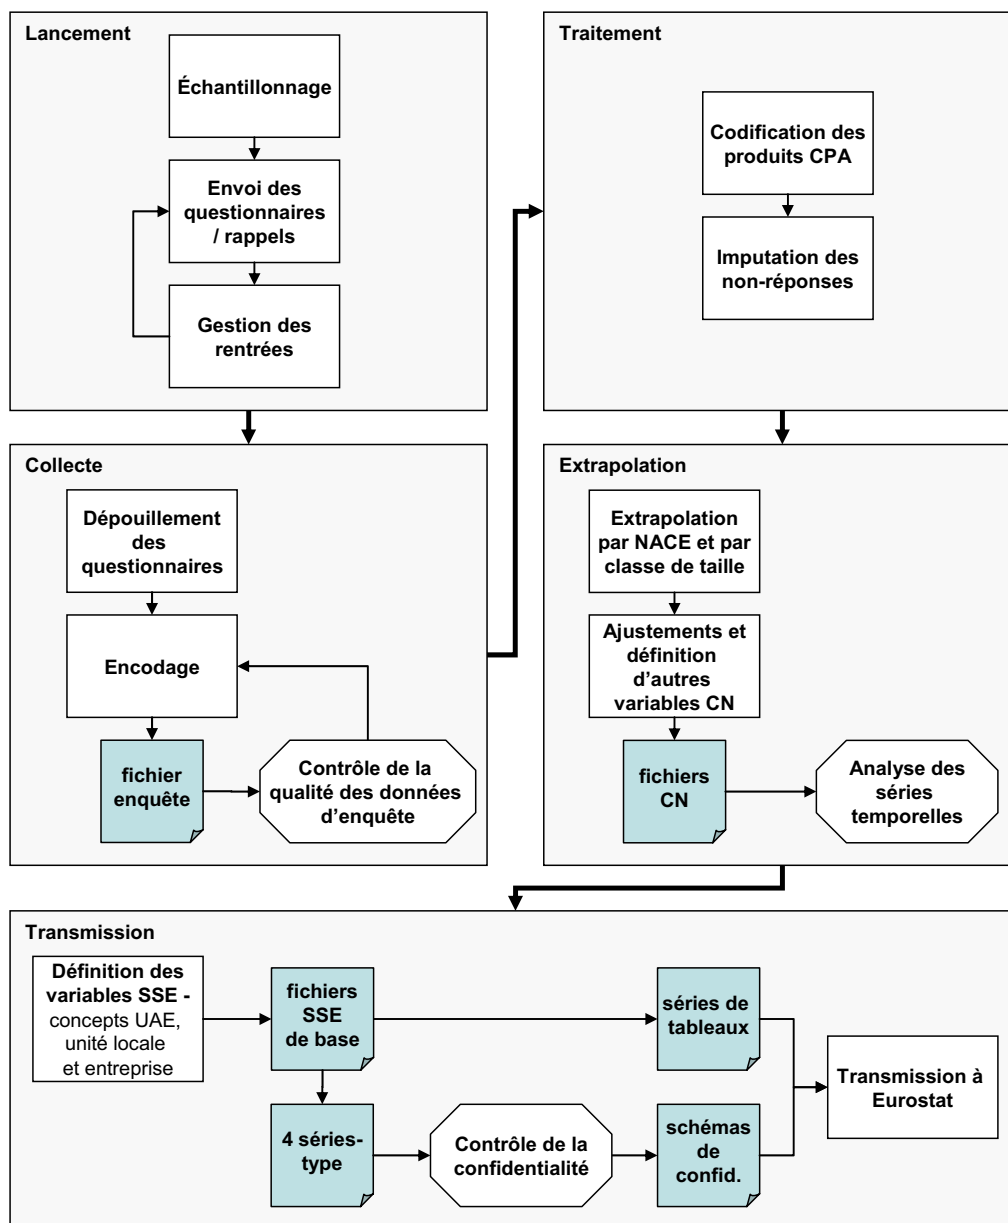 Lancement
Échantillonnage
Envoi des
questionnaires
/ rappels
Gestion des
rentrées
Collecte
Dépouillement
des
questionnaires
Encodage
fichier
enquête
Contrôle de la
qualité des données
d’enquête
Traitement
Codification des
produits CPA
Imputation des
non-réponses
Extrapolation
Extrapolation
par NACE et par
classe de taille
Ajustements et
définition
d’autres
variables CN
fichiers
CN
Analyse des
séries
temporelles
Transmission
Définition des
variables SSE -
concepts UAE,
unité locale
et entreprise
fichiers
SSE
de base
séries de
tableaux
4 séries-
type
Contrôle de la
confidentialité
schémas
de
confid.
Transmission à
Eurostat